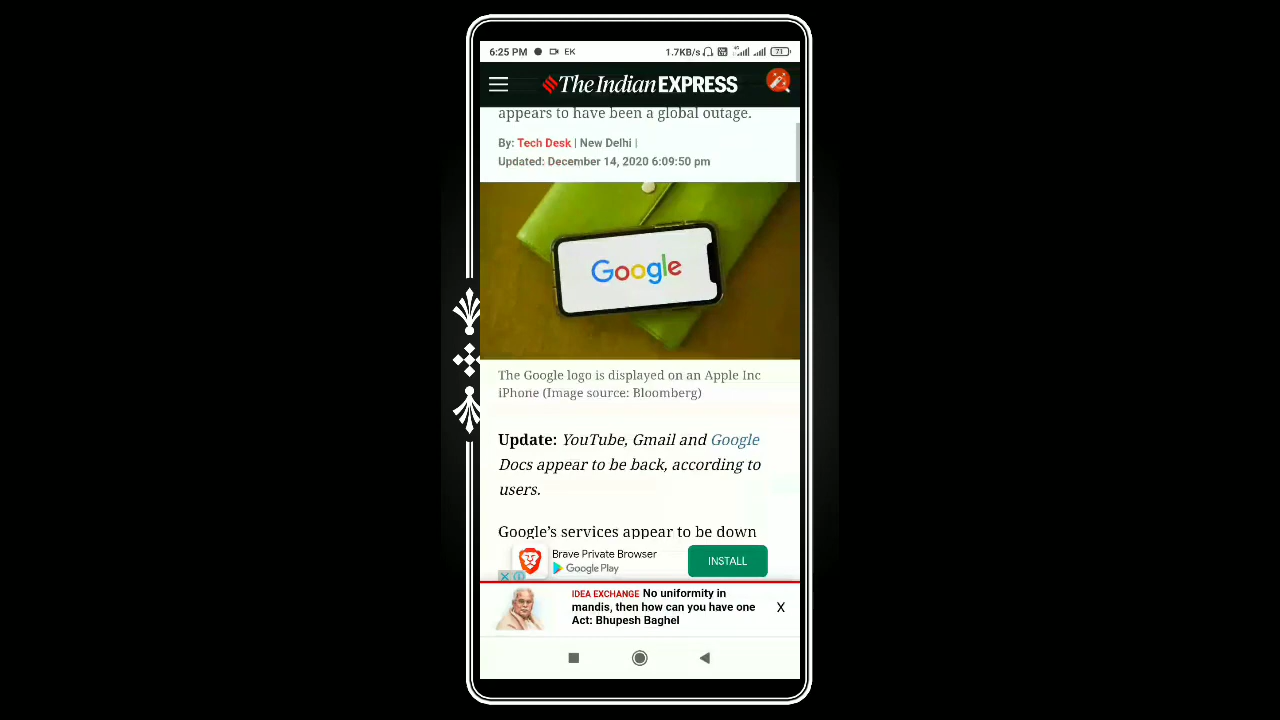 6:25 PM EK 1.7KB/s 4G 71
The Indian EXPRESS
appears to have been a global outage.
By: Tech Desk | New Delhi |
Updated: December 14, 2020 6:09:50 pm
Google
The Google logo is displayed on an Apple Inc
iPhone (Image source: Bloomberg)
Update: YouTube, Gmail and Google
Docs appear to be back, according to
users.
Google’s services appear to be down
Brave Private Browser
Google Play
INSTALL
IDEA EXCHANGE No uniformity in
mandis, then how can you have one
Act: Bhupesh Baghel
X